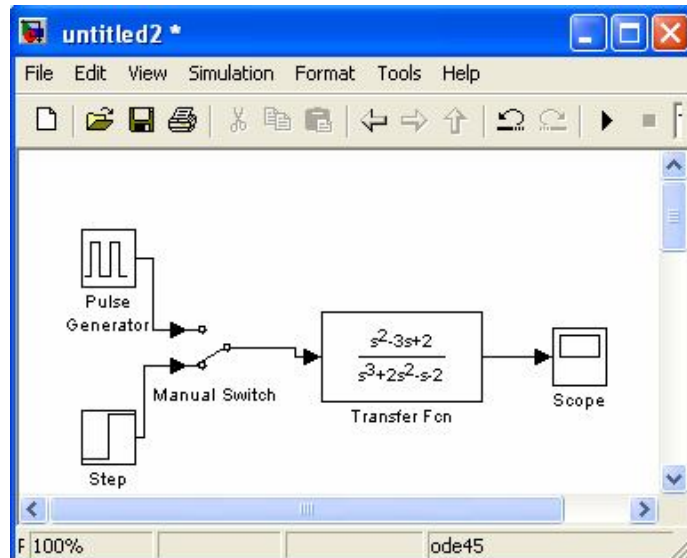 untitled2 *
File Edit View Simulation Format Tools Help
Pulse
Generator
Manual Switch
Step
s²-3s+2
s³+2s²-s-2
Transfer Fcn
Scope
F 100%
ode45